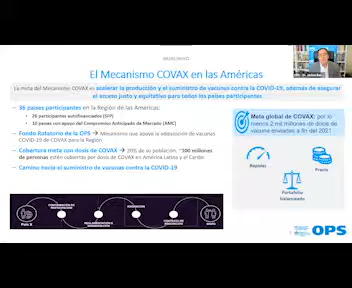 El Mecanismo COVAX en las Américas
La meta del Mecanismo COVAX es acelerar la producción y el suministro de vacunas contra la COVID-19, además de asegurar
el acceso justo y equitativo para todos los países participantes
36 países participantes en la Región de las Américas:
26 participantes autofinanciados (SFP)
10 países con apoyo del Compromiso Anticipado de Mercado (AMC)
Fondo Rotatorio de la OPS → Mecanismo que apoya la adquisición de vacunas
COVID-19 de COVAX para la Región
Cobertura meta con dosis de COVAX → 20% de su población.
de personas están cubiertas por dosis de COVAX en América Latina y el Caribe
Camino hacia el suministro de vacunas contra la COVID-19
Meta global de COVAX: por lo
menos 2 mil millones de dosis de
vacuna enviadas a fin del 2021
Rapidez
Precio
Portafolio
balanceado
OPS